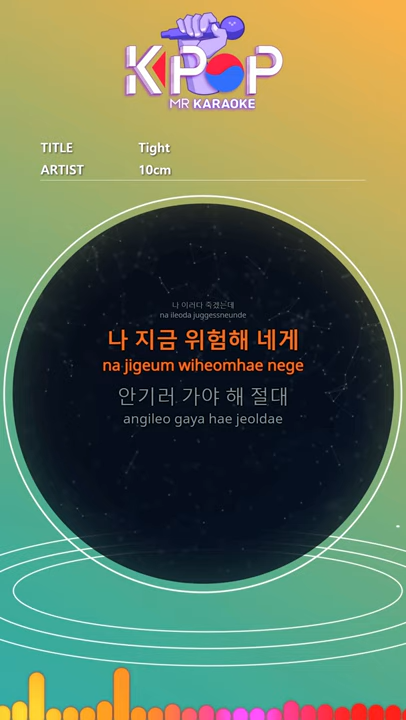 KPOP
MR KARAOKE
TITLE Tight
ARTIST 10cm
나 이러다 죽겠는데
na ileoda juggessneunde
나 지금 위험해 네게
na jigeum wiheomhae nege
안기러 가야 해 절대
angileo gaya hae jeoldae